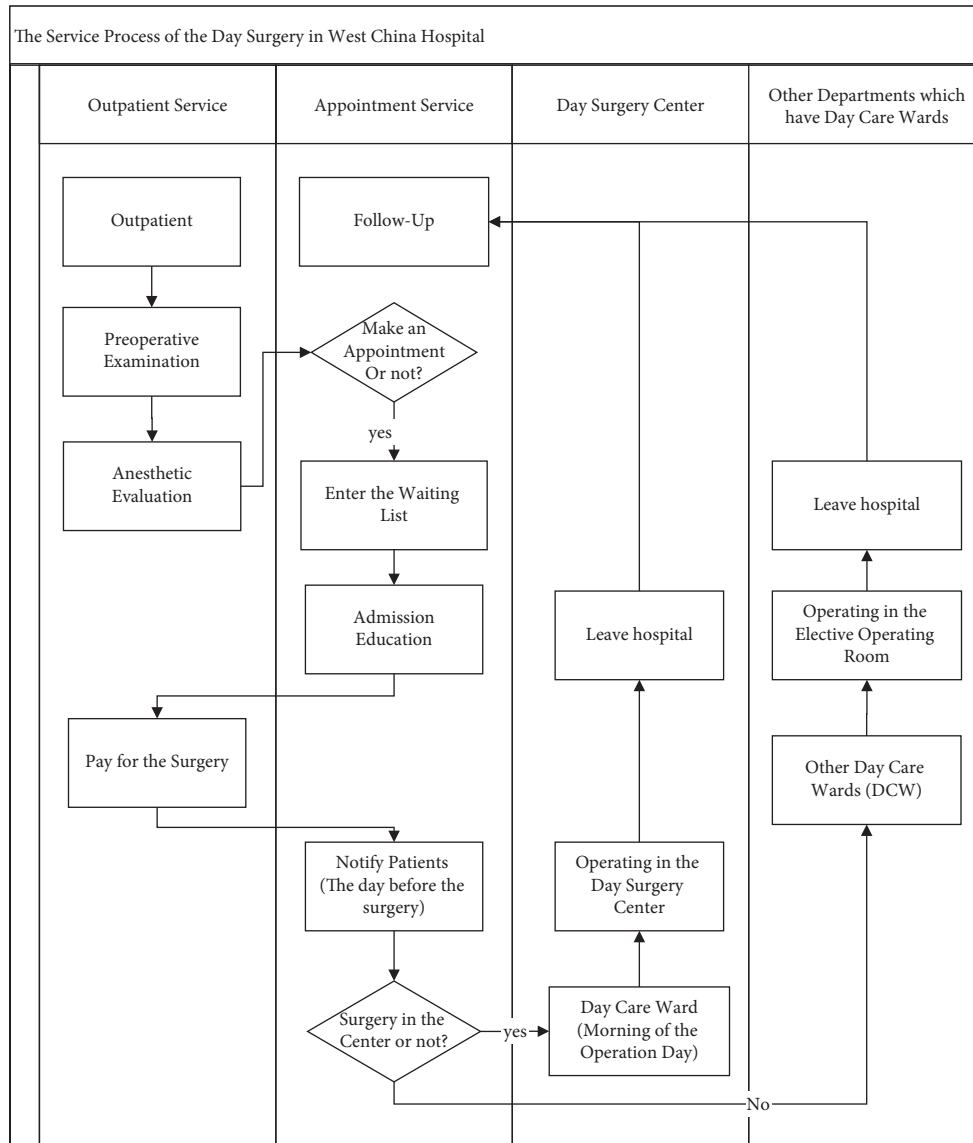 The Service Process of the Day Surgery in West China Hospital
Outpatient Service
Appointment Service
Day Surgery Center
Other Departments which
have Day Care Wards
Outpatient
Preoperative
Examination
Anesthetic
Evaluation
Pay for the Surgery
Follow-Up
Make an
Appointment
Or not?
yes
Enter the Waiting
List
Admission
Education
Notify Patients
(The day before the
surgery)
Surgery in the
Center or not?
yes
No
Leave hospital
Operating in the
Day Surgery
Center
Day Care Ward
(Morning of the
Operation Day)
Leave hospital
Operating in the
Elective Operating
Room
Other Day Care
Wards (DCW)